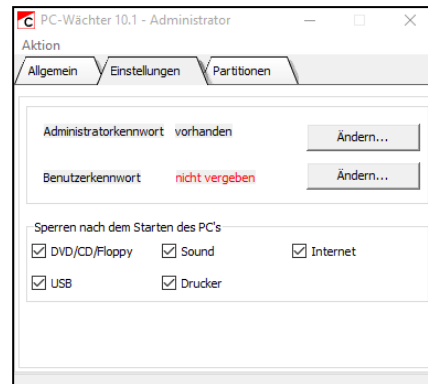 PC-Wächter 10.1 - Administrator
Aktion
Allgemein Einstellungen Partitionen
Administratorkennwort vorhanden Ändern...
Benutzerkennwort nicht vergeben Ändern...
Sperren nach dem Starten des PC's
DVD/CD/Floppy Sound Internet
USB Drucker